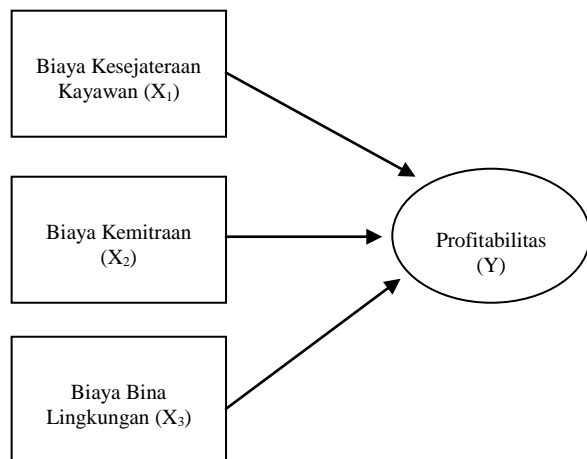 Biaya Kesejateraan
Kayawan (X₁)
Biaya Kemitraan
(X₂)
Profitabilitas
(Y)
Biaya Bina
Lingkungan (X₃)